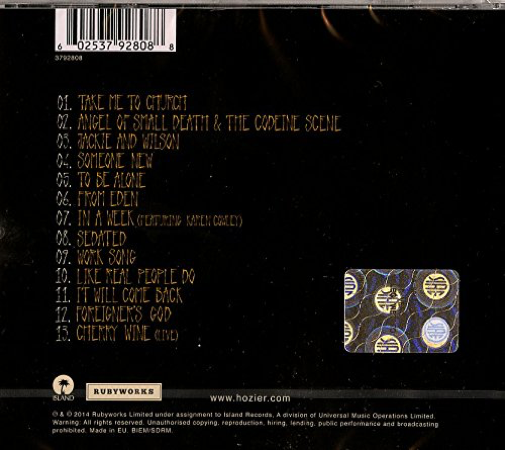 6 02537 92808 8
3792808
01. TAKE ME TO CHURCH
02. ANGEL OF SMALL DEATH & THE CODEINE SCENE
03. JACKIE AND WILSON
04. SOMEONE NEW
05. TO BE ALONE
06. FROM EDEN
07. IN A WEEK (FEATURING KAREN COWLEY)
08. SEDATED
09. WORK SONG
10. LIKE REAL PEOPLE DO
11. IT WILL COME BACK
12. FOREIGNER'S GOD
13. CHERRY WINE (LIVE)
ISLAND
RUBYWORKS
www.hozier.com
℗ & © 2014 Rubyworks Limited under assignment to Island Records, A division of Universal Music Operations Limited.
Warning: All rights reserved. Unauthorised copying, reproduction, hiring, lending, public performance and broadcasting
prohibited. Made in EU. BIEM/SDRM.